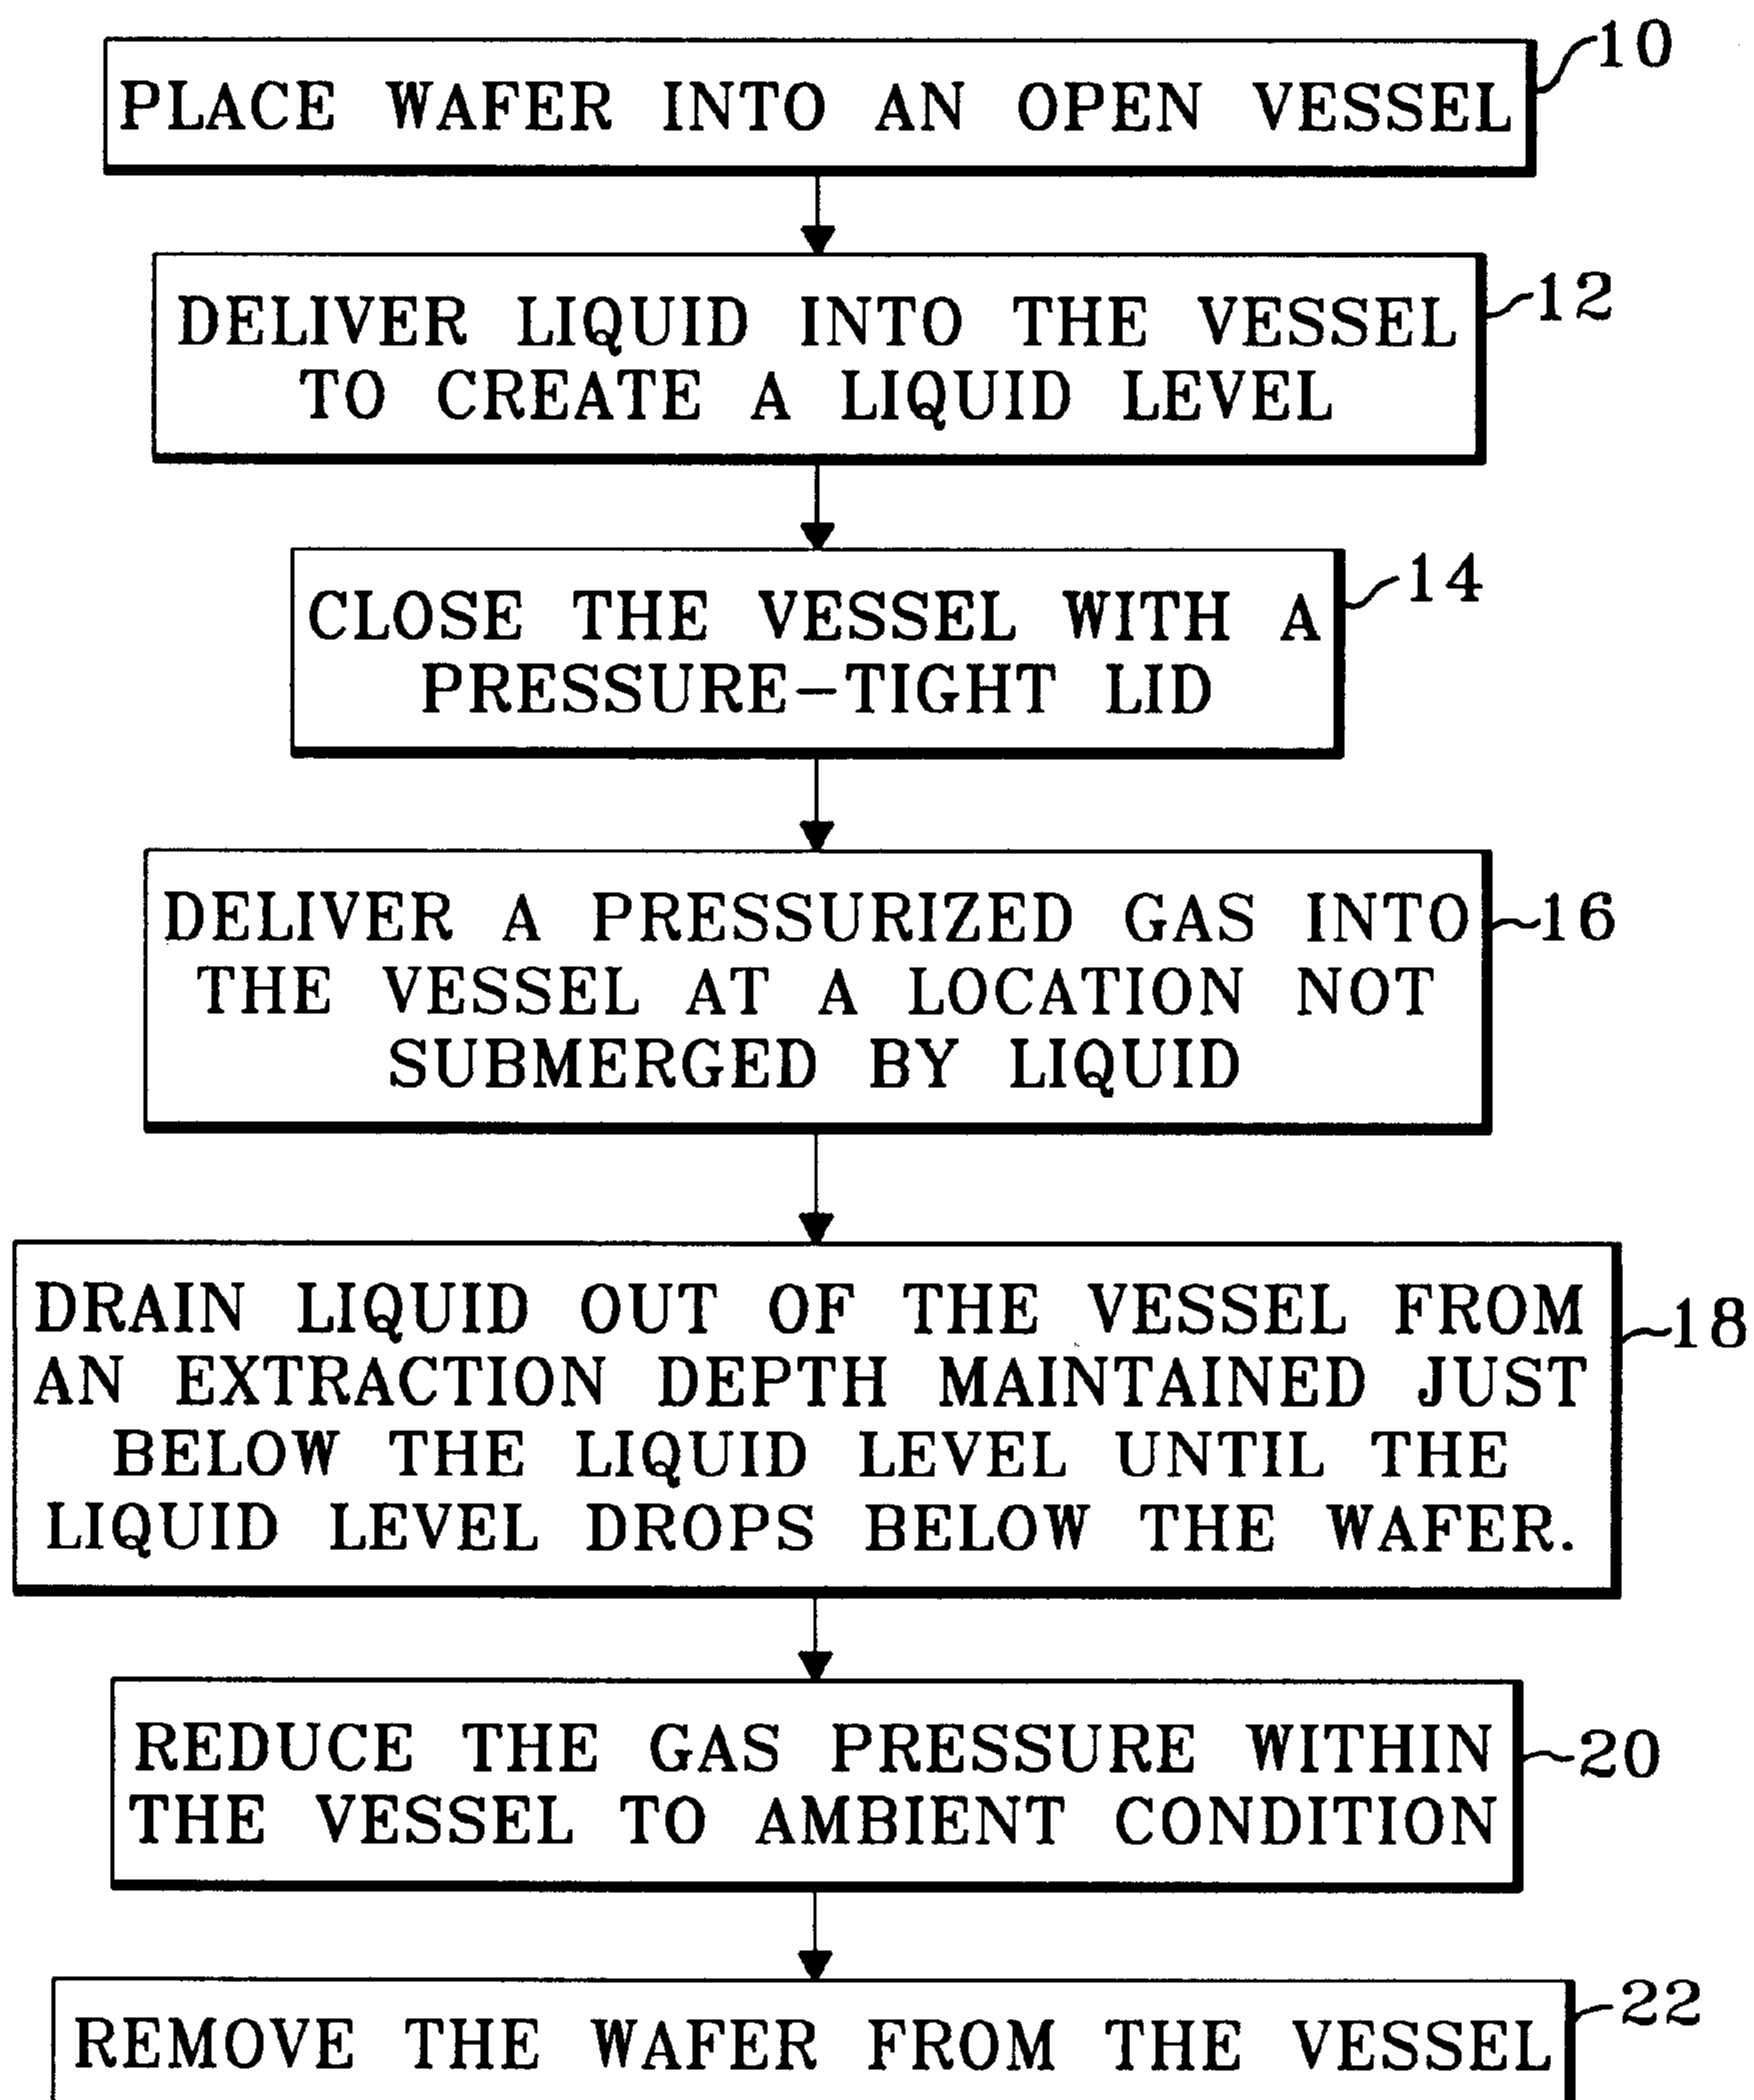 10
PLACE WAFER INTO AN OPEN VESSEL
12
DELIVER LIQUID INTO THE VESSEL
TO CREATE A LIQUID LEVEL
14
CLOSE THE VESSEL WITH A
PRESSURE-TIGHT LID
16
DELIVER A PRESSURIZED GAS INTO
THE VESSEL AT A LOCATION NOT
SUBMERGED BY LIQUID
18
DRAIN LIQUID OUT OF THE VESSEL FROM
AN EXTRACTION DEPTH MAINTAINED JUST
BELOW THE LIQUID LEVEL UNTIL THE
LIQUID LEVEL DROPS BELOW THE WAFER.
20
REDUCE THE GAS PRESSURE WITHIN
THE VESSEL TO AMBIENT CONDITION
22
REMOVE THE WAFER FROM THE VESSEL